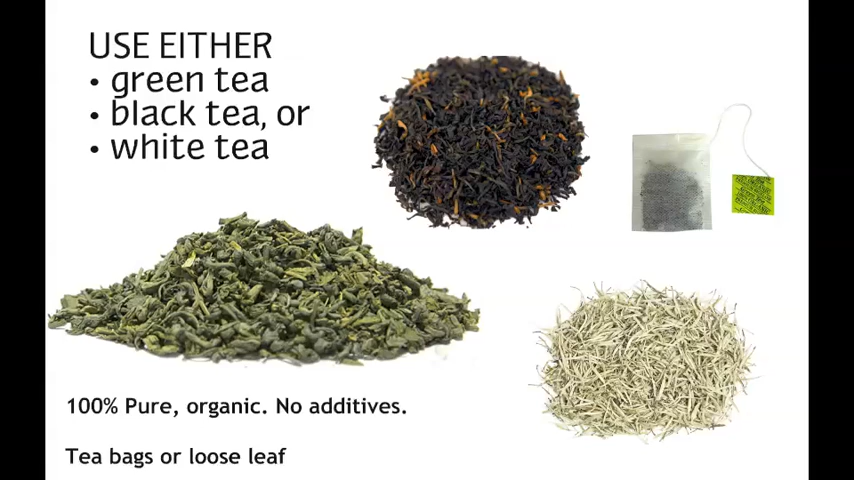 USE EITHER
• green tea
• black tea, or
• white tea
100% Pure, organic. No additives.
Tea bags or loose leaf